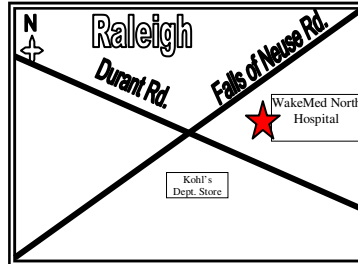 N
Raleigh
Durant Rd.
Falls of Neuse Rd.
WakeMed North
Hospital
Kohl's
Dept. Store